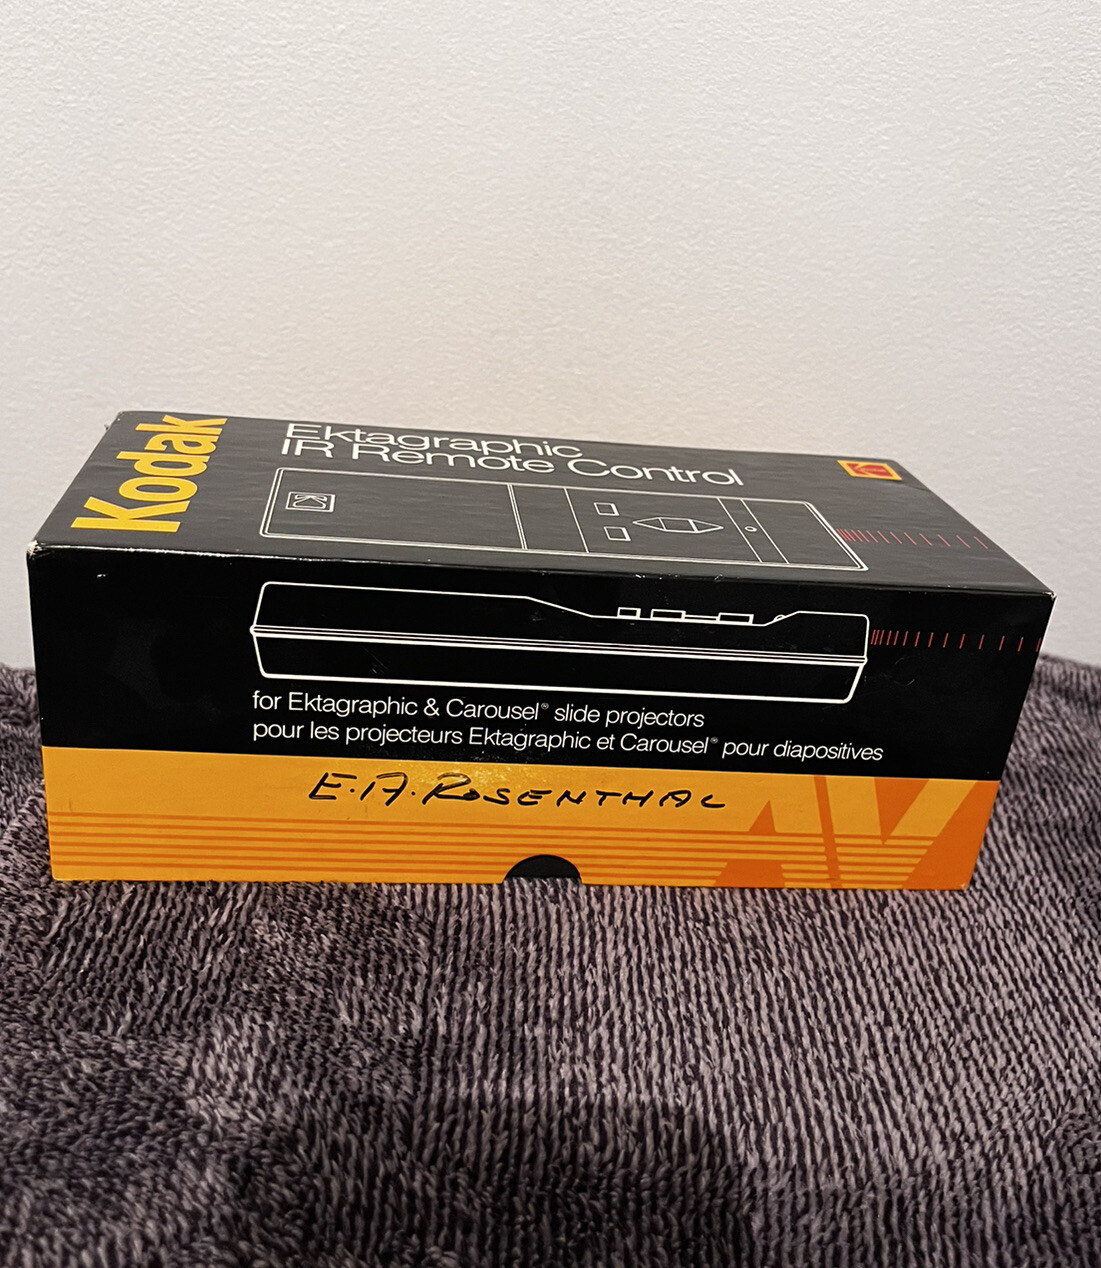 Kodak
Ektagraphic
IR Remote Control
for Ektagraphic & Carousel® slide projectors
pour les projecteurs Ektagraphic et Carousel® pour diapositives
E.A. ROSENTHAL
AV